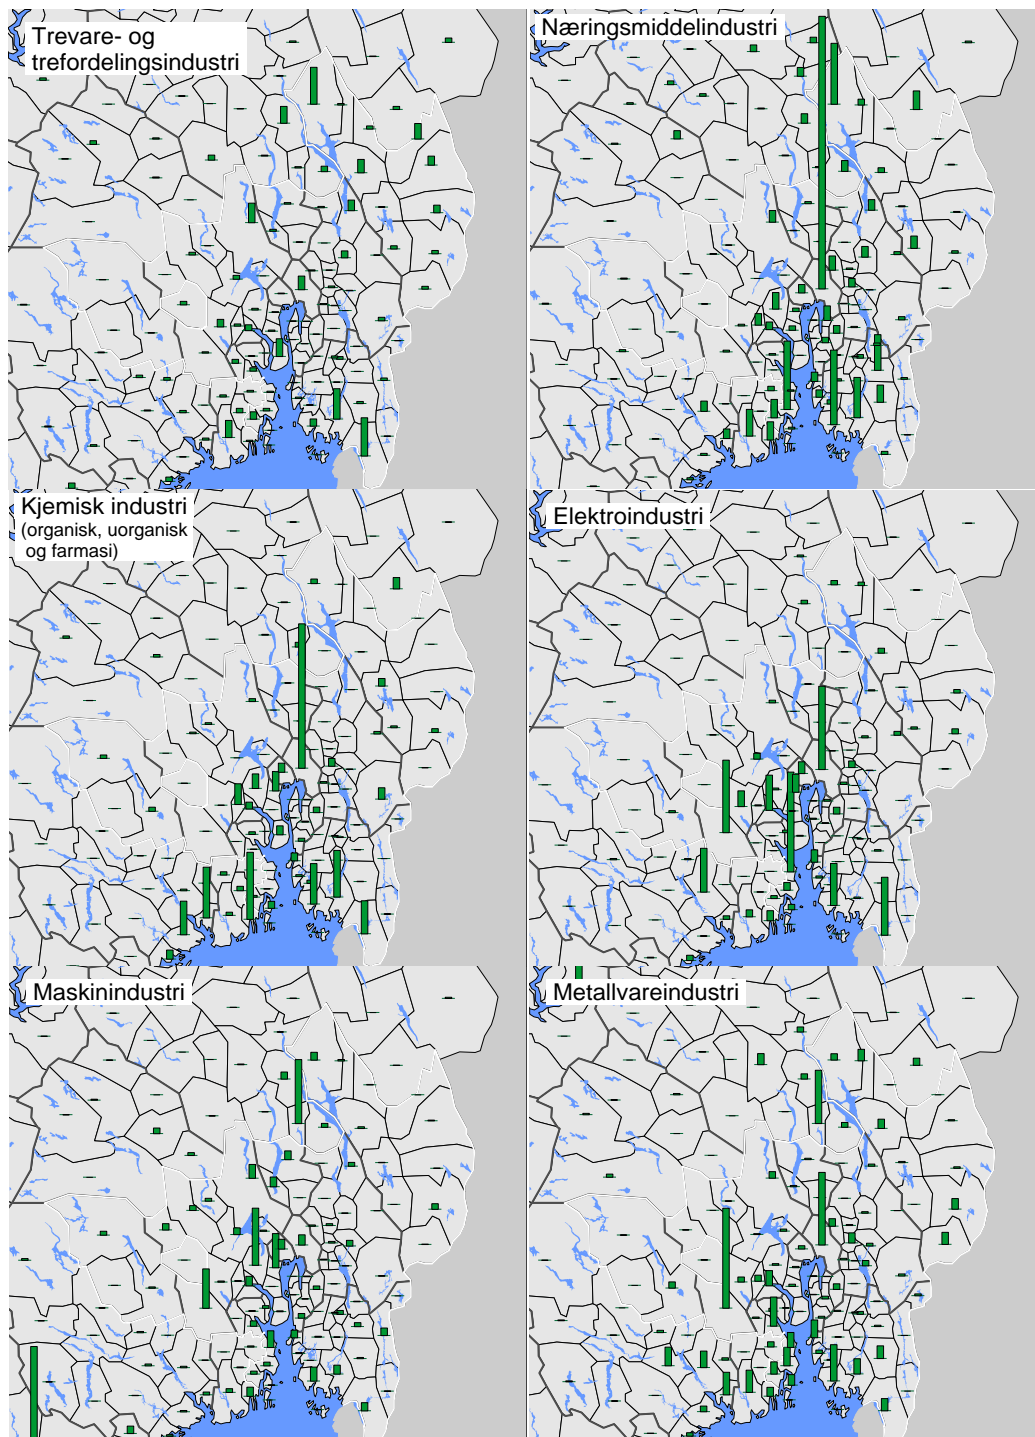 Trevare- og
trefordelingsindustri
Næringsmiddelindustri
Kjemisk industri
(organisk, uorganisk
og farmasi)
Elektroindustri
Maskinindustri
Metallvareindustri